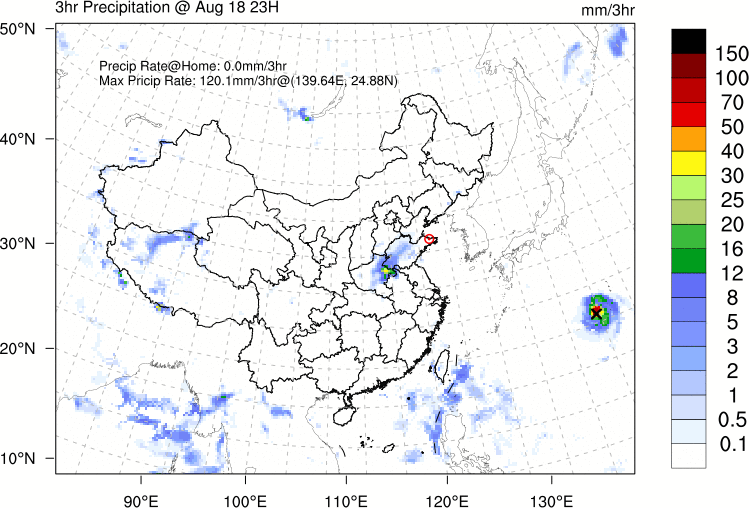 3hr Precipitation @ Aug 18 23H
mm/3hr
Precip Rate@Home: 0.0mm/3hr
Max Pricip Rate: 120.1mm/3hr@(139.64E, 24.88N)
50°N
40°N
30°N
20°N
10°N
90°E
100°E
110°E
120°E
130°E
150
100
70
50
40
30
25
20
16
12
8
5
3
2
1
0.5
0.1